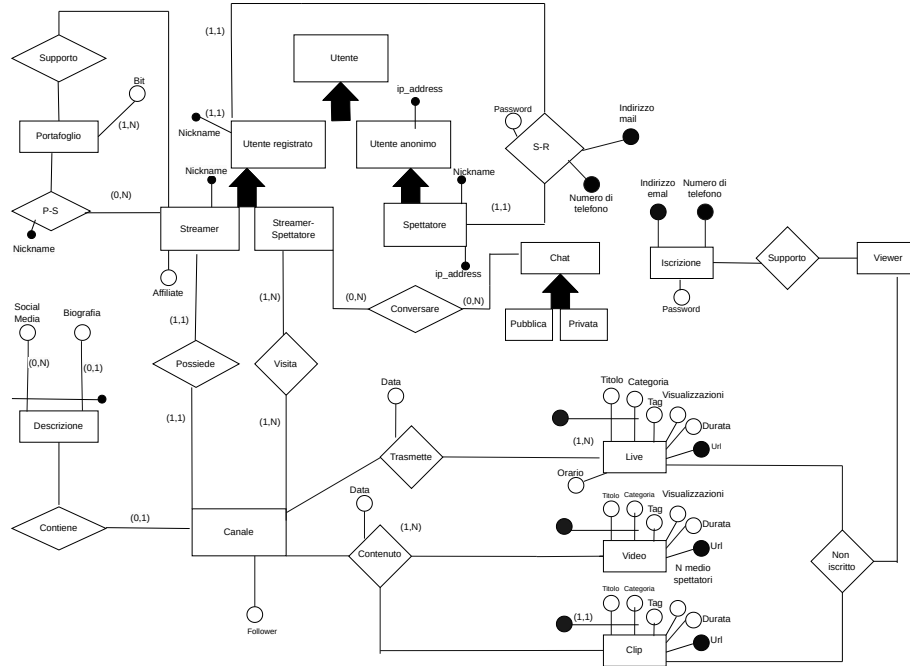 (1,1)
Utente
Supporto
Bit
ip_address
Indirizzo
mail
Password
(1,1)
Nickname
(1,N)
Portafoglio
Utente registrato
Utente anonimo
S-R
Nickname
Nickname
Indirizzo
emal
Numero di
telefono
Numero di
telefono
(0,N)
P-S
(1,1)
Streamer
Streamer-
Spettatore
Spettatore
Nickname
Chat
Iscrizione
Supporto
Viewer
ip_address
Affiliate
(1,N)
(0,N)
(0,N)
Conversare
Password
Social
Media
Biografia
(1,1)
Pubblica
Privata
(0,N)
(0,1)
Possiede
Visita
Data
Titolo
Categoria
Visualizzazioni
Tag
(1,1)
(1,N)
Descrizione
Durata
(1,N)
Url
Trasmette
Live
Orario
Data
Titolo
Categoria
Visualizzazioni
Tag
Contiene
(0,1)
Canale
(1,N)
Durata
Contenuto
Video
Url
Non
iscritto
N medio
spettatori
Titolo
Categoria
Tag
(1,1)
Durata
Follower
Clip
Url